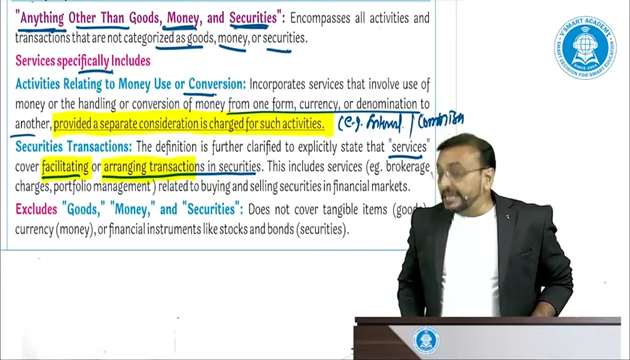 "Anything Other Than Goods, Money, and Securities": Encompasses all activities and
transactions that are not categorized as goods, money, or securities.
Services specifically Includes
Activities Relating to Money Use or Conversion: Incorporates services that involve use of
money or the handling or conversion of money from one form, currency, or denomination to
another, provided a separate consideration is charged for such activities. (e.g. Interest / Commission
Securities Transactions: The definition is further clarified to explicitly state that "services"
cover facilitating or arranging transactions in securities. This includes services (eg. brokerage
charges, portfolio management) related to buying and selling securities in financial markets.
Excludes "Goods," "Money," and "Securities": Does not cover tangible items (goods
currency (money), or financial instruments like stocks and bonds (securities).
V'SMART ACADEMY